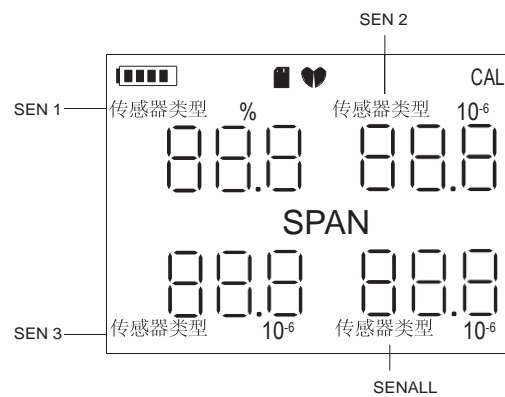 SEN 2
CAL
SEN 1
传感器类型 % 传感器类型 10-6
88.8 88.8
SPAN
88.8 88.8
SEN 3
传感器类型 10-6 传感器类型 10-6
SENALL